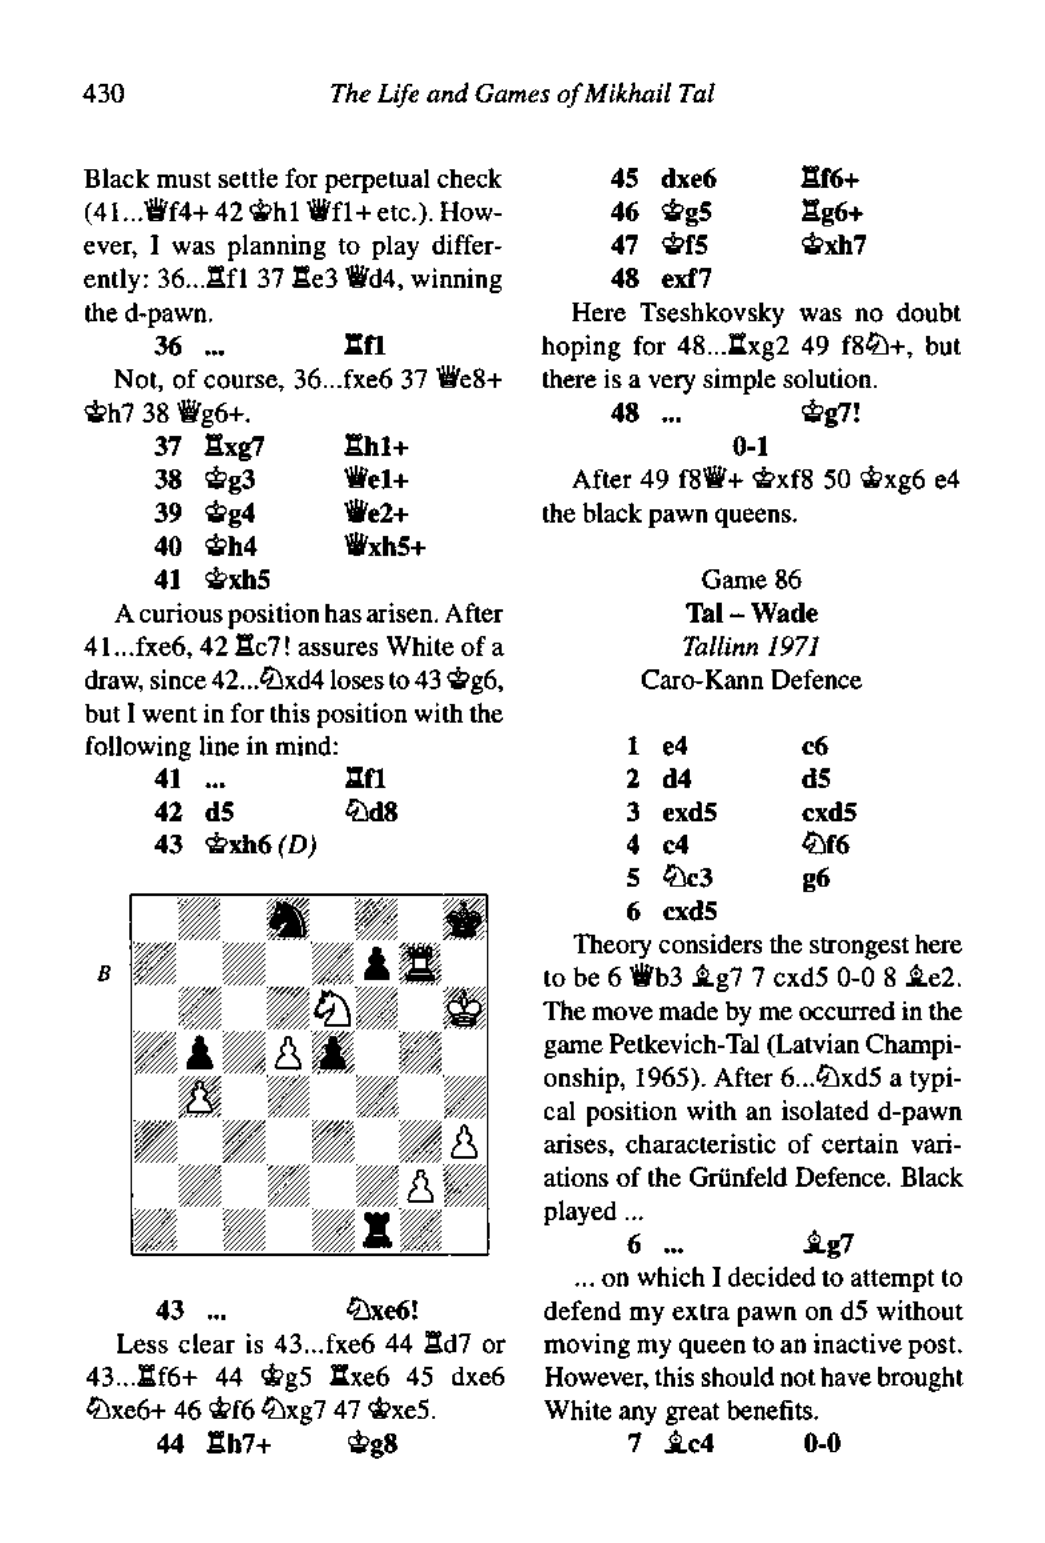 430 The Life and Games of Mikhail Tal
Black must settle for perpetual check
(41...♕f4+ 42 ♔h1 ♕f1+ etc.). How-
ever, I was planning to play differ-
ently: 36...♖f1 37 ♖e3 ♕d4, winning
the d-pawn.
36 ... ♖f1
Not, of course, 36...fxe6 37 ♕e8+
♔h7 38 ♕g6+.
37 ♖xg7 ♖h1+
38 ♔g3 ♕e1+
39 ♔g4 ♕e2+
40 ♔h4 ♕xh5+
41 ♔xh5
A curious position has arisen. After
41...fxe6, 42 ♖c7! assures White of a
draw, since 42...♘xd4 loses to 43 ♔g6,
but I went in for this position with the
following line in mind:
41 ... ♖f1
42 d5 ♘d8
43 ♔xh6 (D)
B
43 ... ♘xe6!
Less clear is 43...fxe6 44 ♖d7 or
43...♖f6+ 44 ♔g5 ♖xe6 45 dxe6
♘xe6+ 46 ♔f6 ♘xg7 47 ♔xe5.
44 ♖h7+ ♔g8
45 dxe6 ♖f6+
46 ♔g5 ♖g6+
47 ♔f5 ♔xh7
48 exf7
Here Tseshkovsky was no doubt
hoping for 48...♖xg2 49 f8♘+, but
there is a very simple solution.
48 ... ♔g7!
0-1
After 49 f8♕+ ♔xf8 50 ♔xg6 e4
the black pawn queens.
Game 86
Tal – Wade
Tallinn 1971
Caro-Kann Defence
1 e4 c6
2 d4 d5
3 exd5 cxd5
4 c4 ♘f6
5 ♘c3 g6
6 cxd5
Theory considers the strongest here
to be 6 ♕b3 ♗g7 7 cxd5 0-0 8 ♗e2.
The move made by me occurred in the
game Petkevich-Tal (Latvian Champi-
onship, 1965). After 6...♘xd5 a typi-
cal position with an isolated d-pawn
arises, characteristic of certain vari-
ations of the Grünfeld Defence. Black
played ...
6 ... ♗g7
... on which I decided to attempt to
defend my extra pawn on d5 without
moving my queen to an inactive post.
However, this should not have brought
White any great benefits.
7 ♗c4 0-0